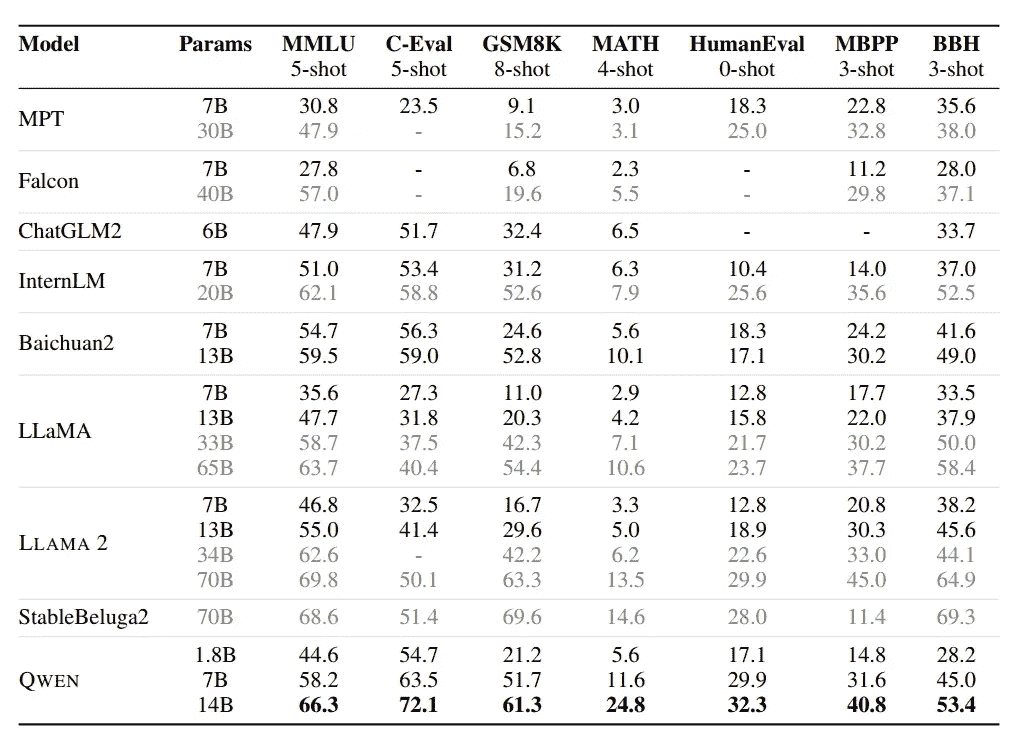 Model Params MMLU C-Eval GSM8K MATH HumanEval MBPP BBH
5-shot 5-shot 8-shot 4-shot 0-shot 3-shot 3-shot
MPT
7B 30.8 23.5 9.1 3.0 18.3 22.8 35.6
30B 47.9 - 15.2 3.1 25.0 32.8 38.0
Falcon
7B 27.8 - 6.8 2.3 - 11.2 28.0
40B 57.0 - 19.6 5.5 - 29.8 37.1
ChatGLM2 6B 47.9 51.7 32.4 6.5 - - 33.7
InternLM
7B 51.0 53.4 31.2 6.3 10.4 14.0 37.0
20B 62.1 58.8 52.6 7.9 25.6 35.6 52.5
Baichuan2
7B 54.7 56.3 24.6 5.6 18.3 24.2 41.6
13B 59.5 59.0 52.8 10.1 17.1 30.2 49.0
LLaMA
7B 35.6 27.3 11.0 2.9 12.8 17.7 33.5
13B 47.7 31.8 20.3 4.2 15.8 22.0 37.9
33B 58.7 37.5 42.3 7.1 21.7 30.2 50.0
65B 63.7 40.4 54.4 10.6 23.7 37.7 58.4
LLAMA 2
7B 46.8 32.5 16.7 3.3 12.8 20.8 38.2
13B 55.0 41.4 29.6 5.0 18.9 30.3 45.6
34B 62.6 - 42.2 6.2 22.6 33.0 44.1
70B 69.8 50.1 63.3 13.5 29.9 45.0 64.9
StableBeluga2 70B 68.6 51.4 69.6 14.6 28.0 11.4 69.3
QWEN
1.8B 44.6 54.7 21.2 5.6 17.1 14.8 28.2
7B 58.2 63.5 51.7 11.6 29.9 31.6 45.0
14B 66.3 72.1 61.3 24.8 32.3 40.8 53.4